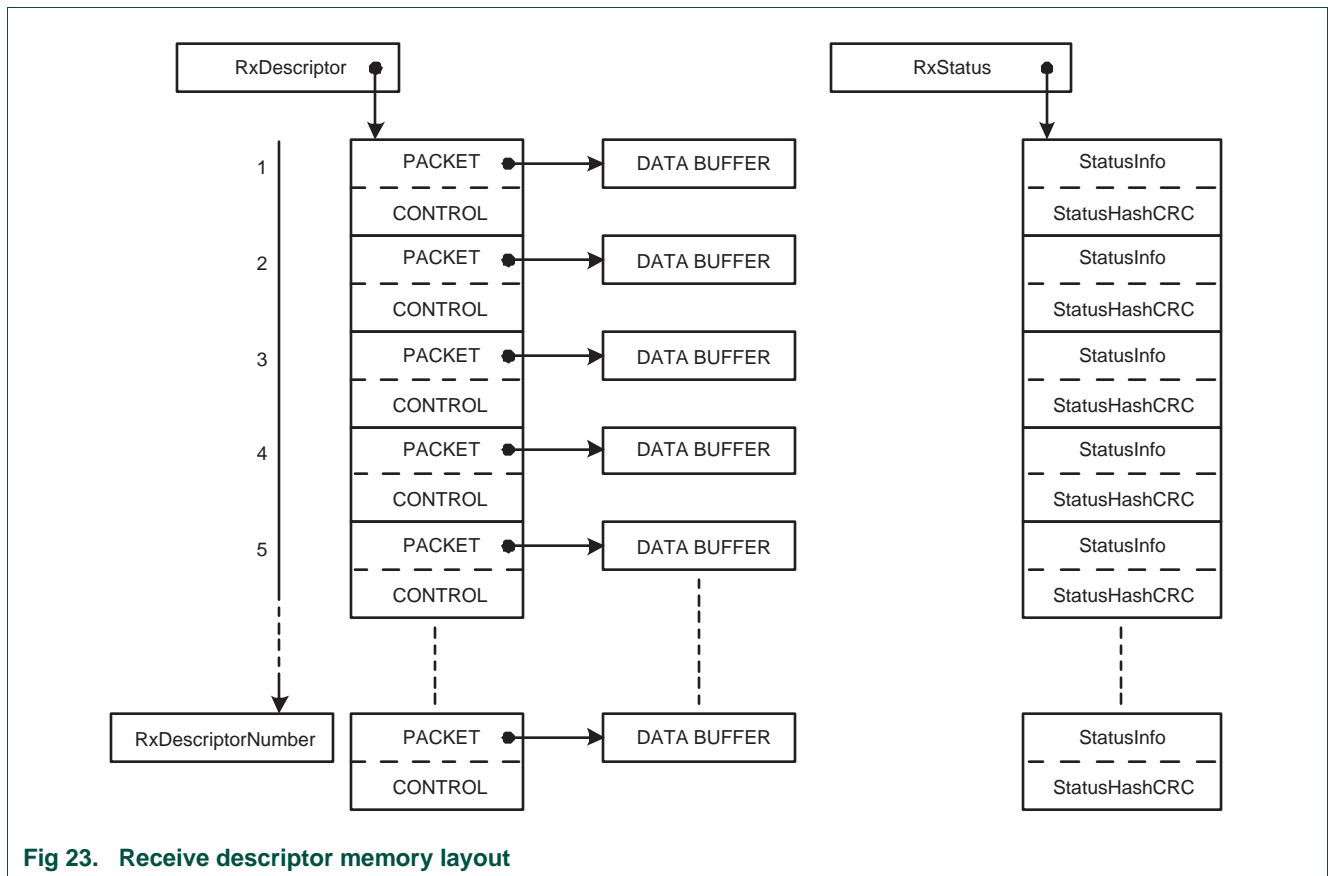 RxDescriptor
RxStatus
1
PACKET
DATA BUFFER
StatusInfo
CONTROL
StatusHashCRC
2
PACKET
DATA BUFFER
StatusInfo
CONTROL
StatusHashCRC
3
PACKET
DATA BUFFER
StatusInfo
CONTROL
StatusHashCRC
4
PACKET
DATA BUFFER
StatusInfo
CONTROL
StatusHashCRC
5
PACKET
DATA BUFFER
StatusInfo
CONTROL
StatusHashCRC
RxDescriptorNumber
PACKET
DATA BUFFER
StatusInfo
CONTROL
StatusHashCRC
Fig 23. Receive descriptor memory layout